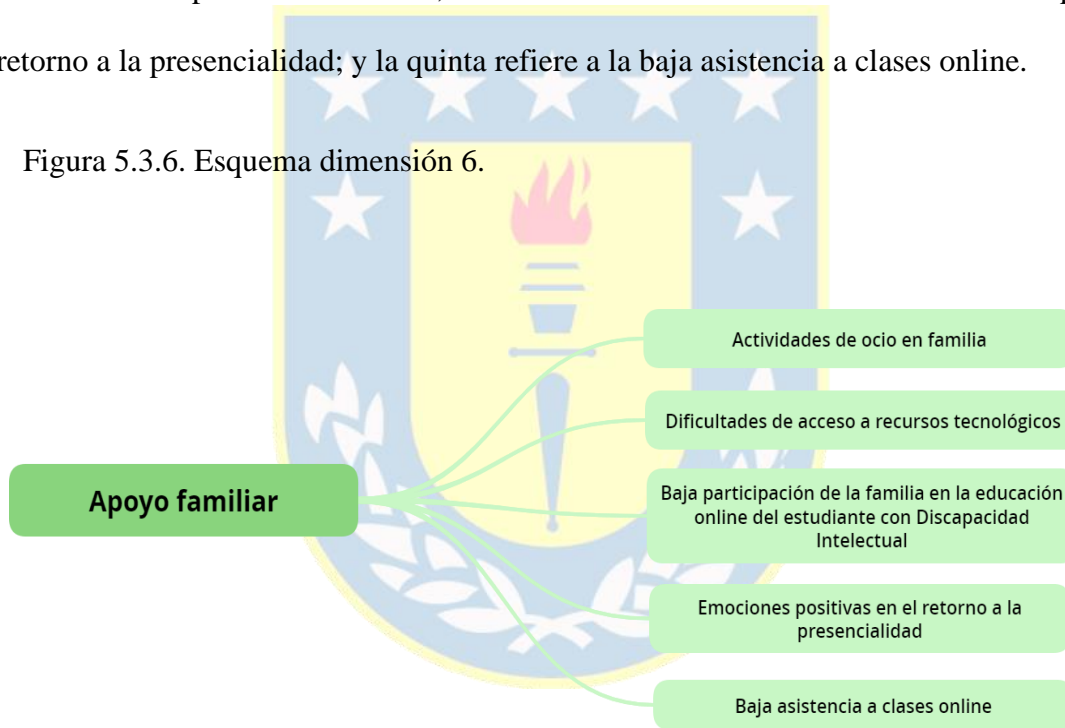 retorno a la presencialidad; y la quinta refiere a la baja asistencia a clases online.
Figura 5.3.6. Esquema dimensión 6.
Actividades de ocio en familia
Dificultades de acceso a recursos tecnológicos
Apoyo familiar
Baja participación de la familia en la educación
online del estudiante con Discapacidad
Intelectual
Emociones positivas en el retorno a la
presencialidad
Baja asistencia a clases online